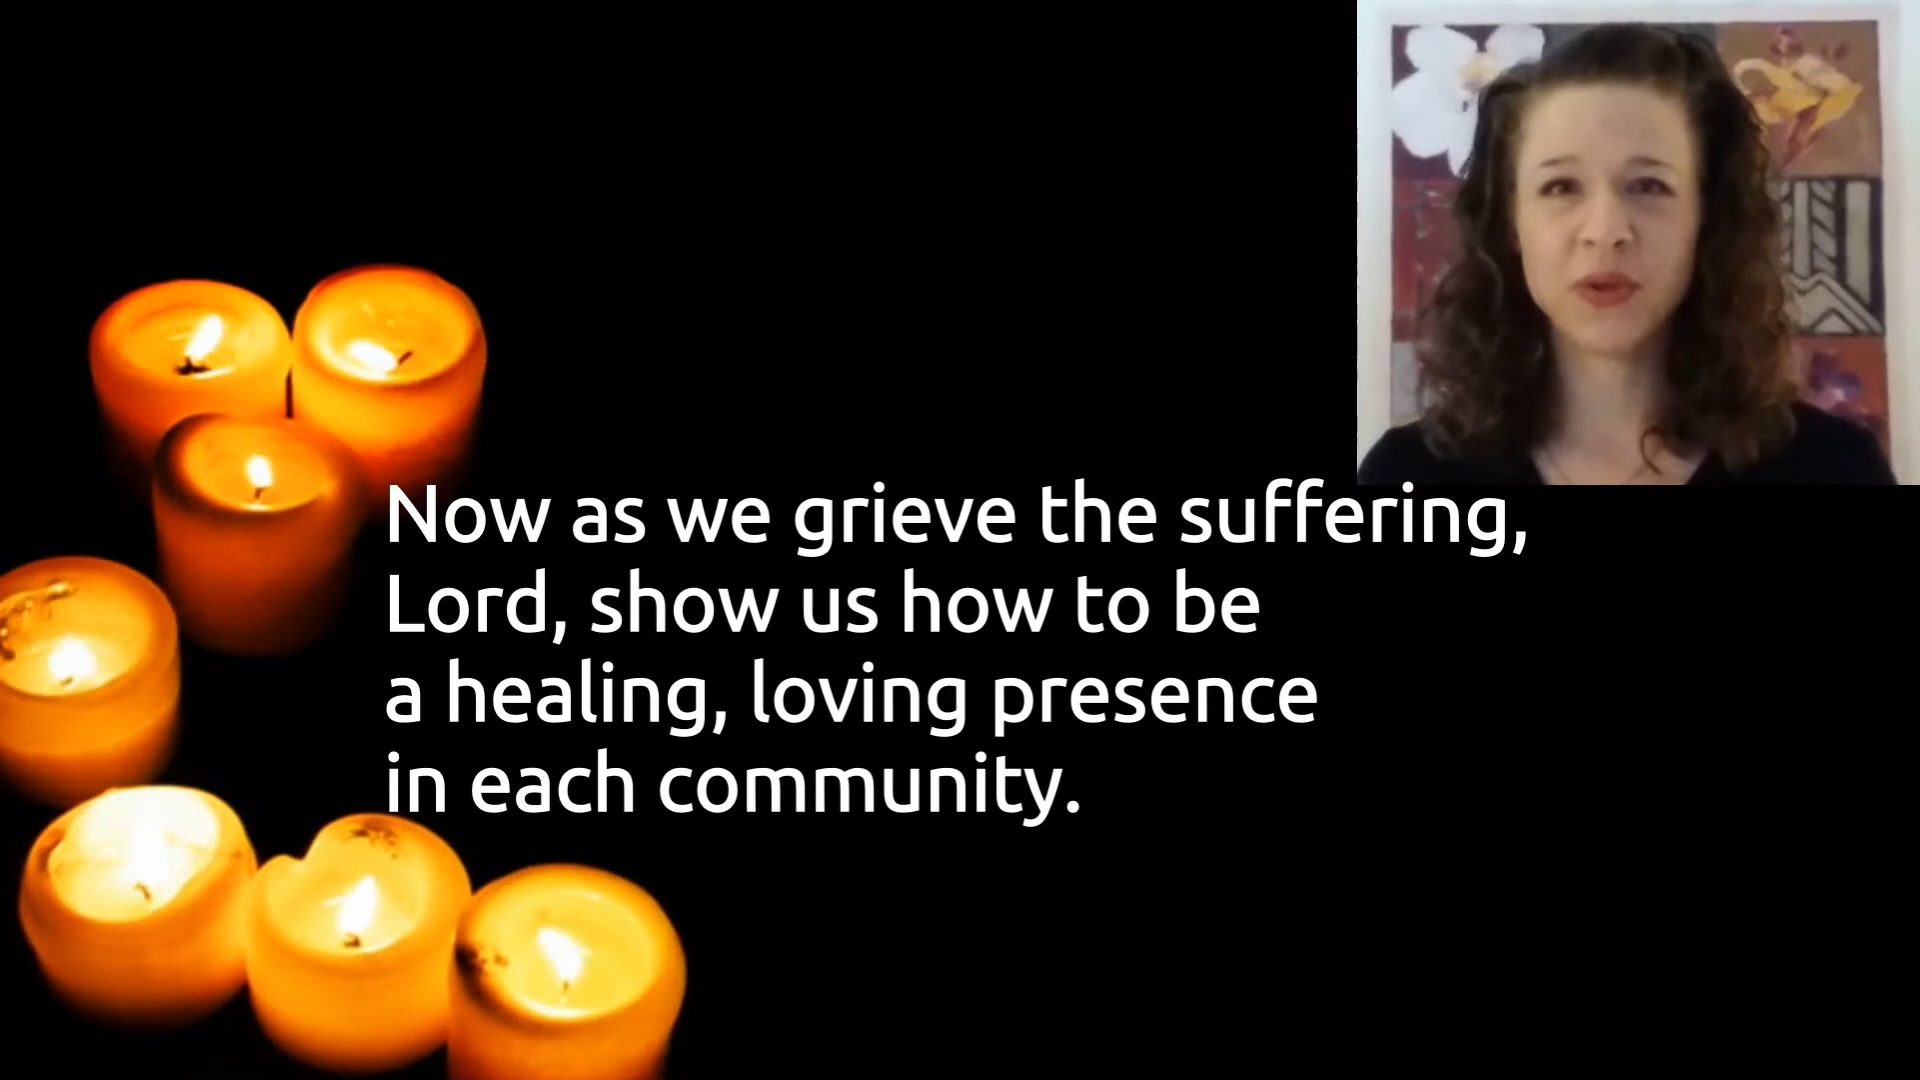 Now as we grieve the suffering,
Lord, show us how to be
a healing, loving presence
in each community.